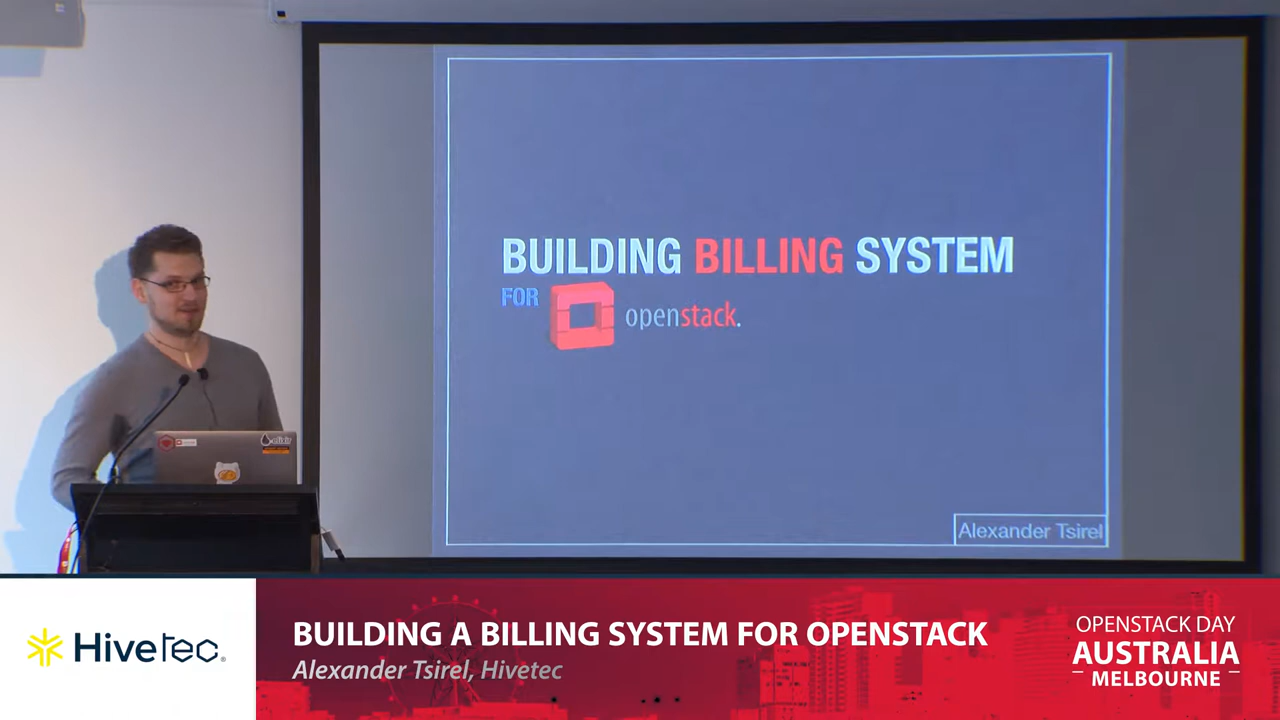 BUILDING BILLING SYSTEM
FOR openstack.
Alexander Tsirel
elixir
Hivetec
BUILDING A BILLING SYSTEM FOR OPENSTACK
Alexander Tsirel, Hivetec
OPENSTACK DAY
AUSTRALIA
MELBOURNE